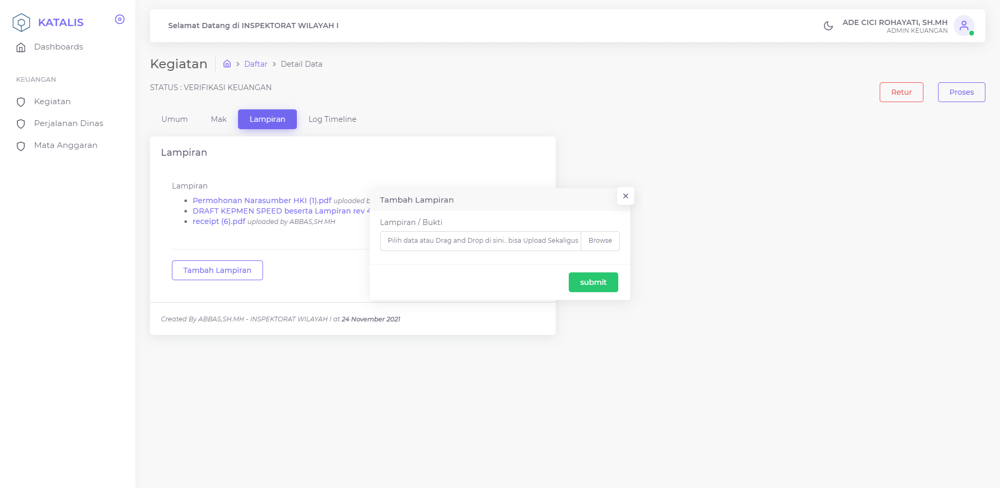 KATALIS
Dashboards
KEUANGAN
Kegiatan
Perjalanan Dinas
Mata Anggaran
Selamat Datang di INSPEKTORAT WILAYAH I
ADE CICI ROHAYATI, SH.MH
ADMIN KEUANGAN
Kegiatan
Daftar > Detail Data
STATUS : VERIFIKASI KEUANGAN
Retur
Proses
Umum
Mak
Lampiran
Log Timeline
Lampiran
Lampiran
Permohonan Narasumber HKI (1).pdf uploaded
DRAFT KEPMEN SPEED beserta Lampiran rev
receipt (6).pdf uploaded by ABBAS,SH.MH
Tambah Lampiran
Created By ABBAS,SH.MH - INSPEKTORAT WILAYAH I at 24 November 2021
Tambah Lampiran
Lampiran / Bukti
Pilih data atau Drag and Drop di sini.. bisa Upload Sekaligus
Browse
submit